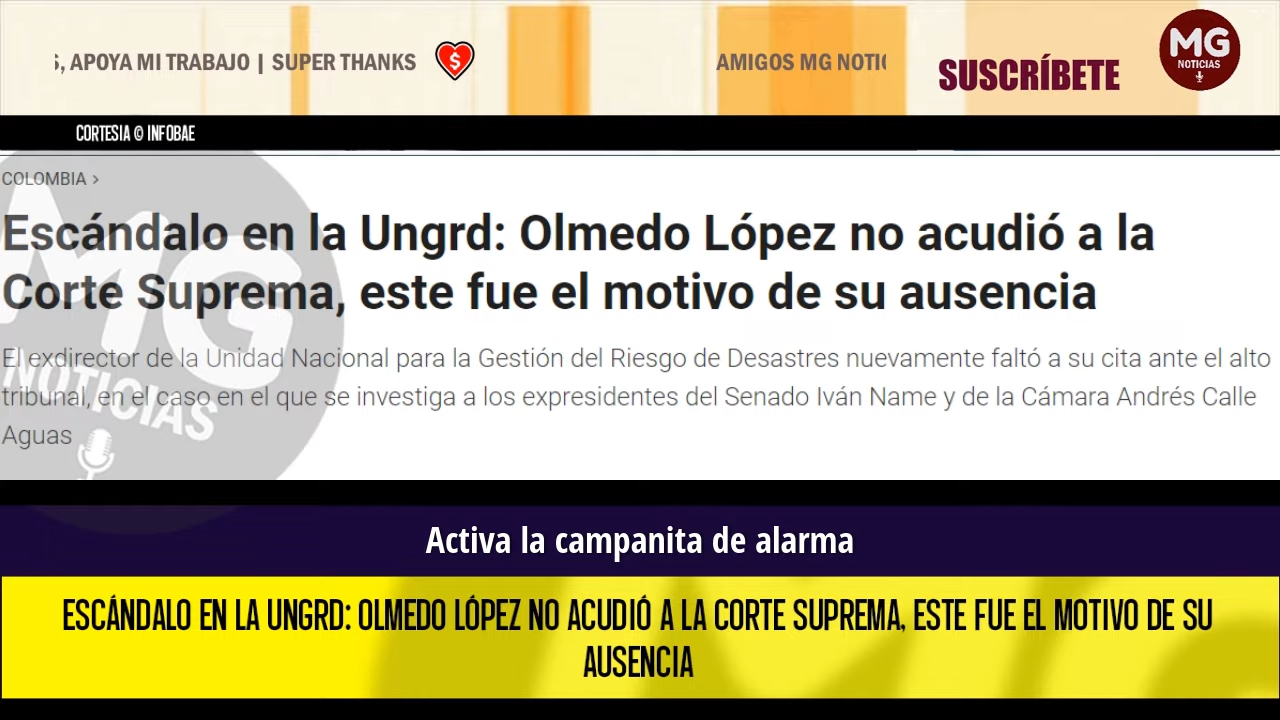 , APOYA MI TRABAJO | SUPER THANKS
AMIGOS MG NOTIC
SUSCRÍBETE
MG
NOTICIAS
CORTESIA © INFOBAE
COLOMBIA >
Escándalo en la Ungrd: Olmedo López no acudió a la
Corte Suprema, este fue el motivo de su ausencia
El exdirector de la Unidad Nacional para la Gestión del Riesgo de Desastres nuevamente faltó a su cita ante el alto
tribunal, en el caso en el que se investiga a los expresidentes del Senado Iván Name y de la Cámara Andrés Calle
Aguas
MG
NOTICIAS
Activa la campanita de alarma
ESCÁNDALO EN LA UNGRD: OLMEDO LÓPEZ NO ACUDIÓ A LA CORTE SUPREMA, ESTE FUE EL MOTIVO DE SU
AUSENCIA